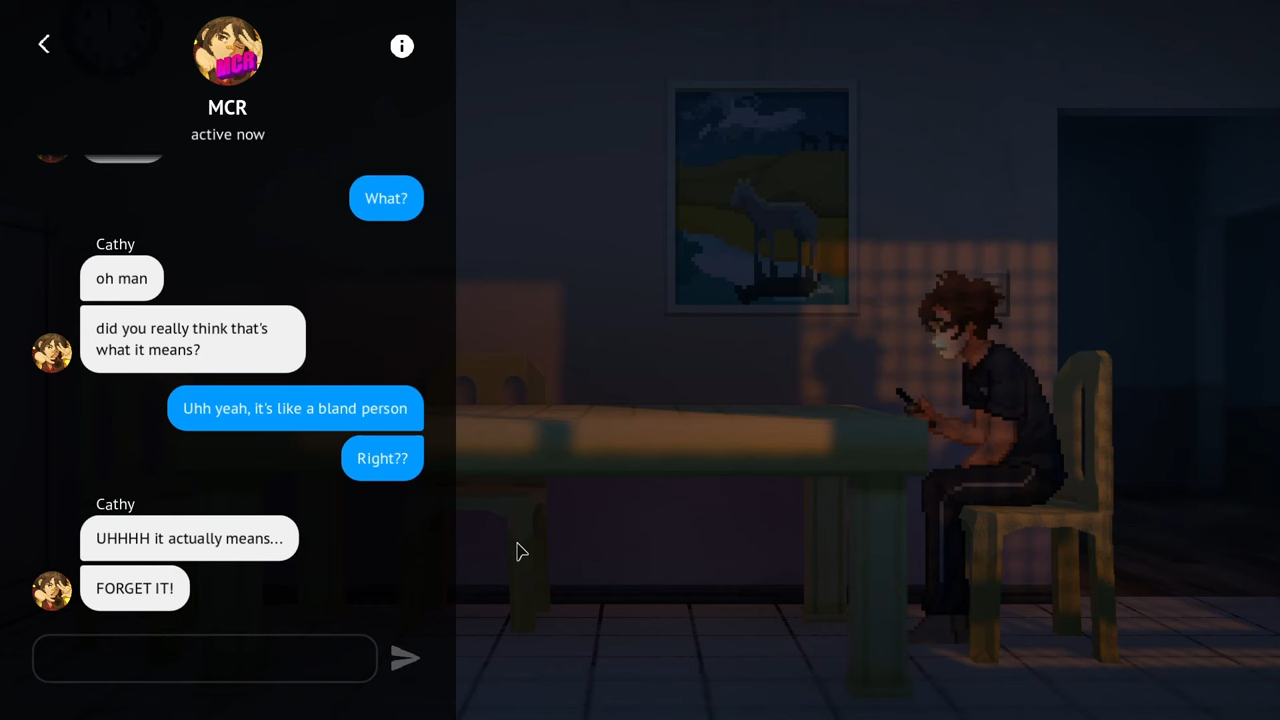 MCR
MCR
active now
What?
Cathy
oh man
did you really think that's
what it means?
Uhh yeah, it's like a bland person
Right??
Cathy
UHHHH it actually means...
FORGET IT!